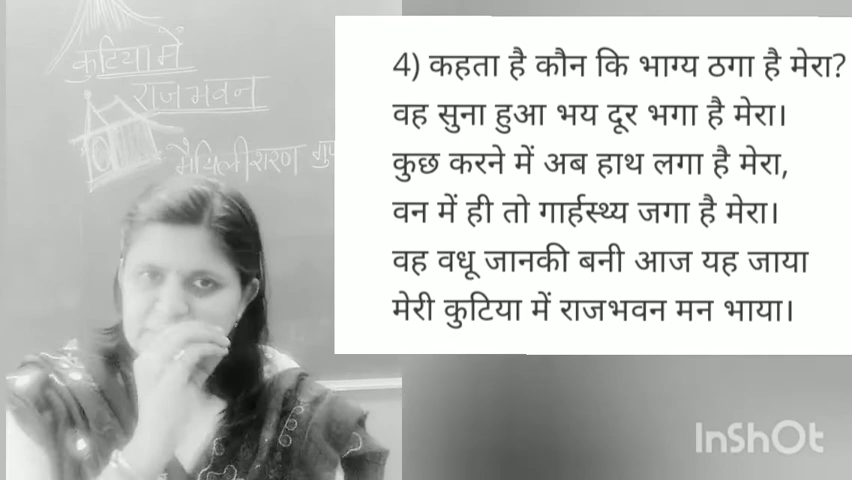 कुटिया में
राजभवन
मैथिलीशरण गुप्
4) कहता है कौन कि भाग्य ठगा है मेरा?
वह सुना हुआ भय दूर भगा है मेरा।
कुछ करने में अब हाथ लगा है मेरा,
वन में ही तो गार्हस्थ्य जगा है मेरा।
वह वधू जानकी बनी आज यह जाया
मेरी कुटिया में राजभवन मन भाया।
InShOt